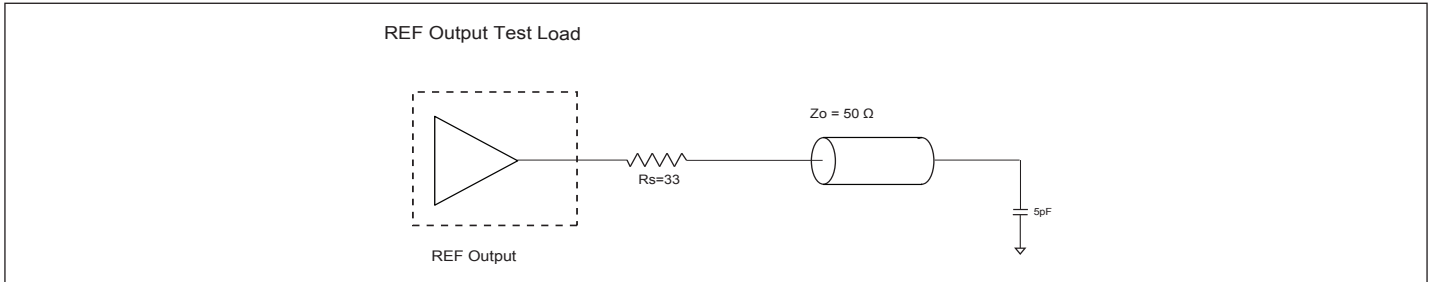 REF Output Test Load
Zo = 50 Ω
Rs=33
5pF
REF Output